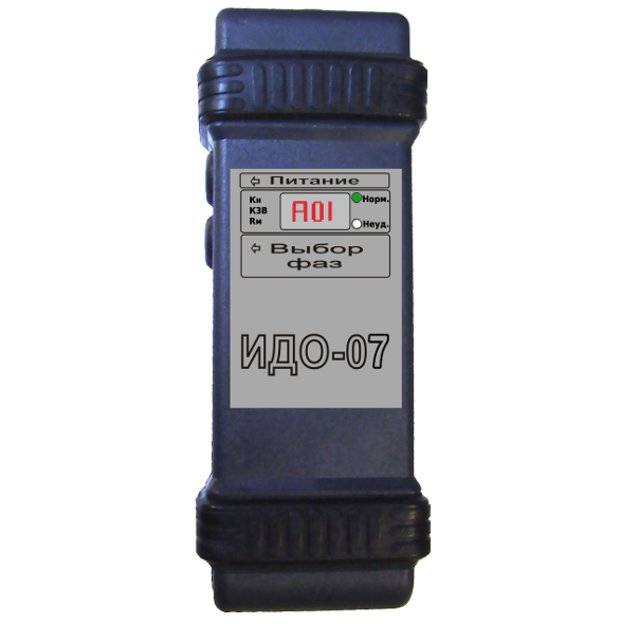 ⇦ Питание
Кн
КЗВ
Rм
A01
Норм.
Неуд.
⇦ Выбор
фаз
ИДО-07